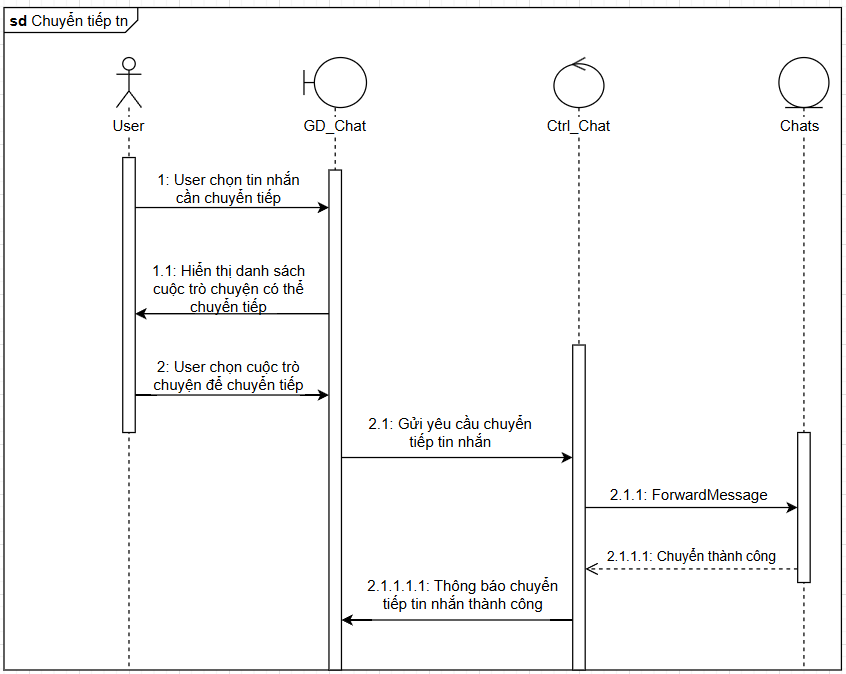 sd Chuyển tiếp tn
User
GD_Chat
Ctrl_Chat
Chats
1: User chọn tin nhắn
cần chuyển tiếp
1.1: Hiển thị danh sách
cuộc trò chuyện có thể
chuyển tiếp
2: User chọn cuộc trò
chuyện để chuyển tiếp
2.1: Gửi yêu cầu chuyển
tiếp tin nhắn
2.1.1: ForwardMessage
2.1.1.1: Chuyển thành công
2.1.1.1.1: Thông báo chuyển
tiếp tin nhắn thành công